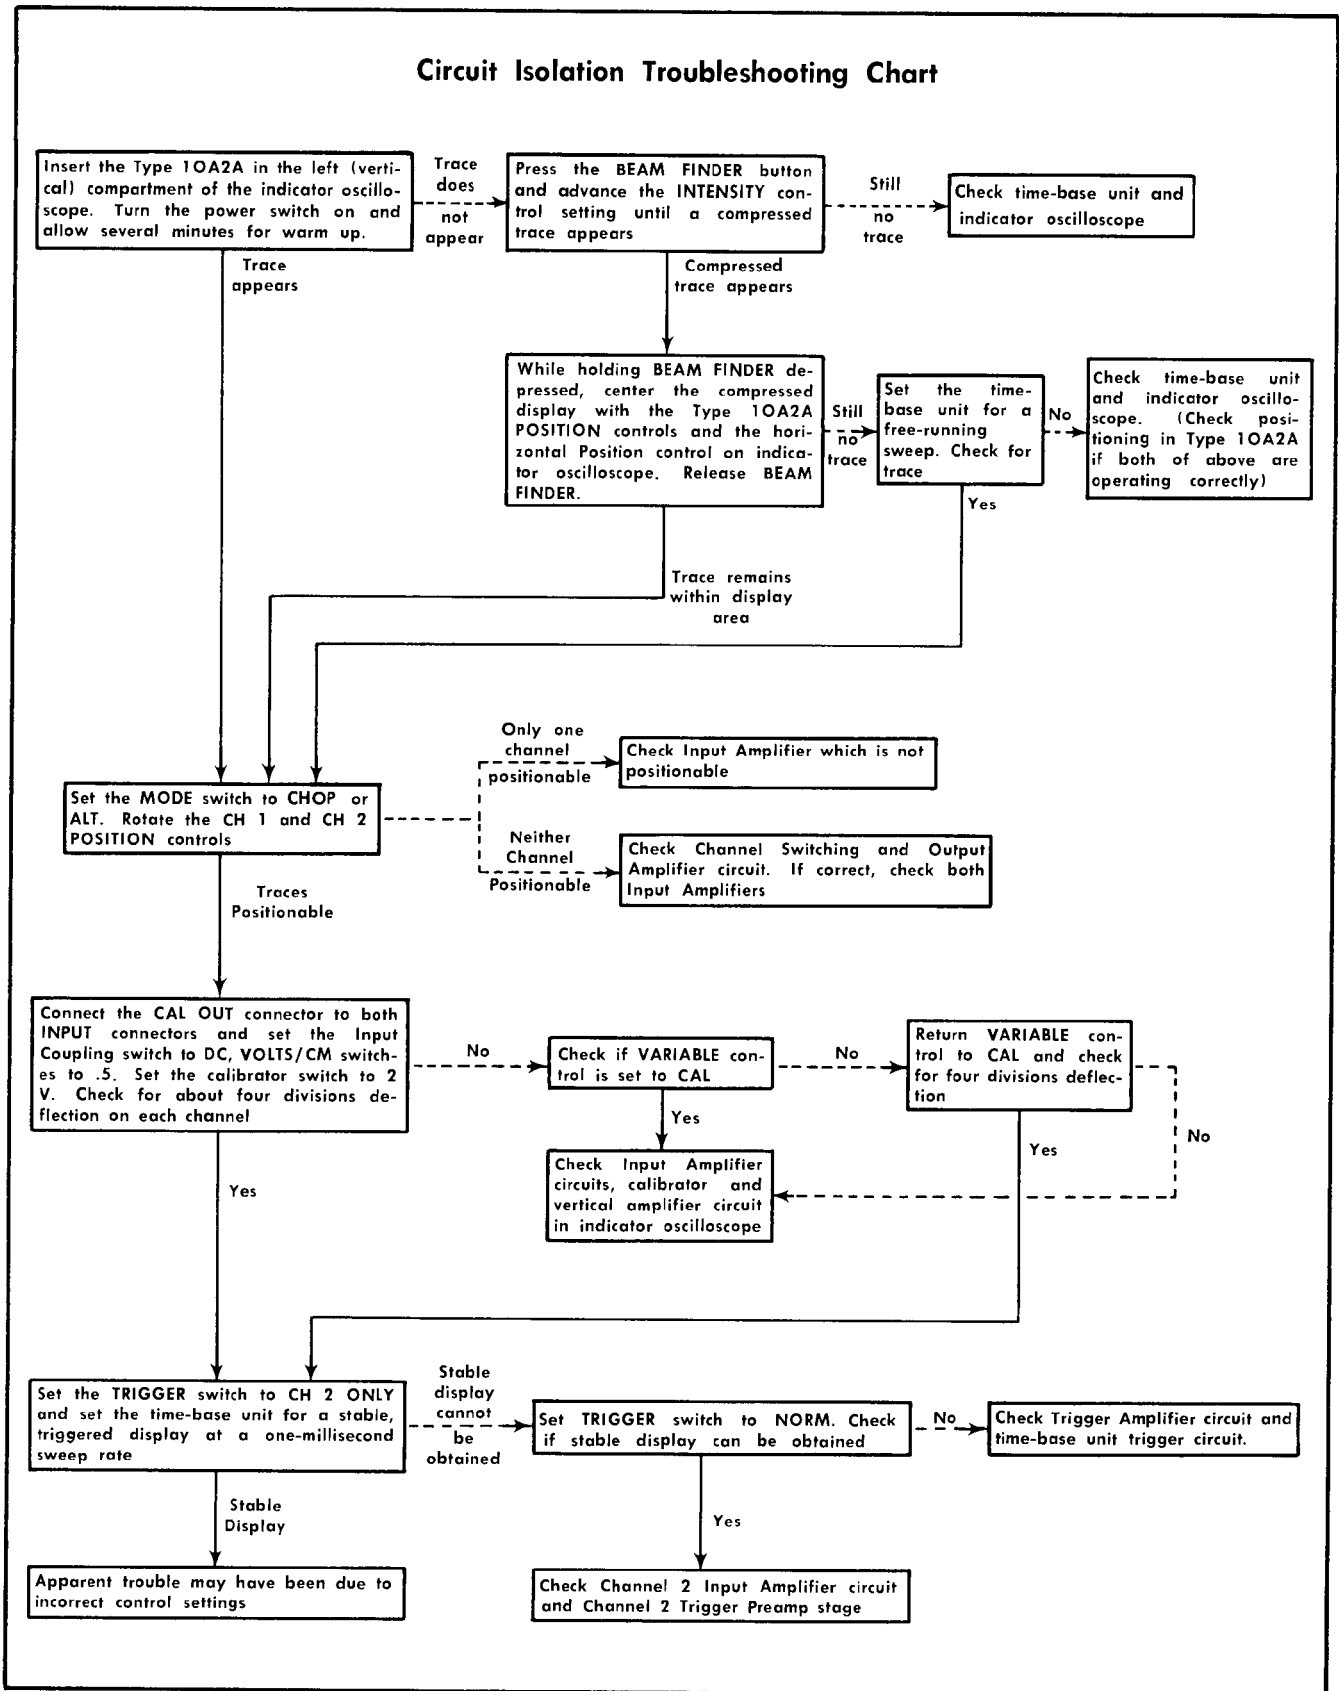 Circuit Isolation Troubleshooting Chart
Insert the Type 1OA2A in the left (verti-
cal) compartment of the indicator oscillo-
scope. Turn the power switch on and
allow several minutes for warm up.
Trace
does
not
appear
Press the BEAM FINDER button
and advance the INTENSITY con-
trol setting until a compressed
trace appears
Still
no
trace
Check time-base unit and
indicator oscilloscope
Trace
appears
Compressed
trace appears
While holding BEAM FINDER de-
pressed, center the compressed
display with the Type 1OA2A
POSITION controls and the hori-
zontal Position control on indica-
tor oscilloscope. Release BEAM
FINDER.
Still
no
trace
Set the time-
base unit for a
free-running
sweep. Check for
trace
No
Check time-base unit
and indicator oscillo-
scope. (Check posi-
tioning in Type 1OA2A
if both of above are
operating correctly)
Yes
Trace remains
within display
area
Only one
channel
positionable
Check Input Amplifier which is not
positionable
Set the MODE switch to CHOP or
ALT. Rotate the CH 1 and CH 2
POSITION controls
Neither
Channel
Positionable
Check Channel Switching and Output
Amplifier circuit. If correct, check both
Input Amplifiers
Traces
Positionable
Connect the CAL OUT connector to both
INPUT connectors and set the Input
Coupling switch to DC, VOLTS/CM switch-
es to .5. Set the calibrator switch to 2
V. Check for about four divisions de-
flection on each channel
No
Check if VARIABLE con-
trol is set to CAL
No
Return VARIABLE con-
trol to CAL and check
for four divisions deflec-
tion
Yes
Yes
No
Check Input Amplifier
circuits, calibrator and
vertical amplifier circuit
in indicator oscilloscope
Yes
Set the TRIGGER switch to CH 2 ONLY
and set the time-base unit for a stable,
triggered display at a one-millisecond
sweep rate
Stable
display
cannot
be
obtained
Set TRIGGER switch to NORM. Check
if stable display can be obtained
No
Check Trigger Amplifier circuit and
time-base unit trigger circuit.
Stable
Display
Yes
Apparent trouble may have been due to
incorrect control settings
Check Channel 2 Input Amplifier circuit
and Channel 2 Trigger Preamp stage